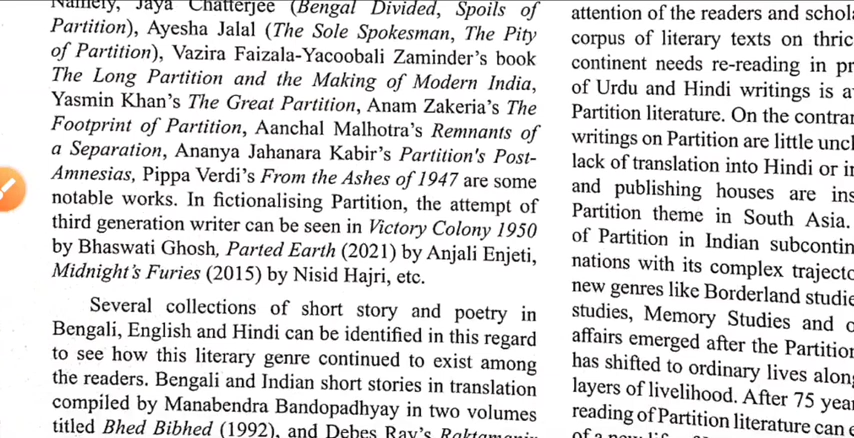 Namely, Jaya Chatterjee (Bengal Divided, Spoils of
Partition), Ayesha Jalal (The Sole Spokesman, The Pity
of Partition), Vazira Faizala-Yacoobali Zaminder's book
The Long Partition and the Making of Modern India,
Yasmin Khan's The Great Partition, Anam Zakeria's The
Footprint of Partition, Aanchal Malhotra's Remnants of
a Separation, Ananya Jahanara Kabir's Partition's Post-
Amnesias, Pippa Verdi's From the Ashes of 1947 are some
notable works. In fictionalising Partition, the attempt of
third generation writer can be seen in Victory Colony 1950
by Bhaswati Ghosh, Parted Earth (2021) by Anjali Enjeti,
Midnight's Furies (2015) by Nisid Hajri, etc.
Several collections of short story and poetry in
Bengali, English and Hindi can be identified in this regard
to see how this literary genre continued to exist among
the readers. Bengali and Indian short stories in translation
compiled by Manabendra Bandopadhyay in two volumes
titled Bhed Bibhed (1992), and Debes Ray's
attention of the readers and
corpus of literary texts on
continent needs re-reading in
of Urdu and Hindi writings is
Partition literature. On the
writings on Partition are little
lack of translation into Hindi or
and publishing houses are
Partition theme in South Asia.
of Partition in Indian
nations with its complex
new genres like Borderland
studies, Memory Studies and
affairs emerged after the
has shifted to ordinary lives
layers of livelihood. After 75
reading of Partition literature can
of a new